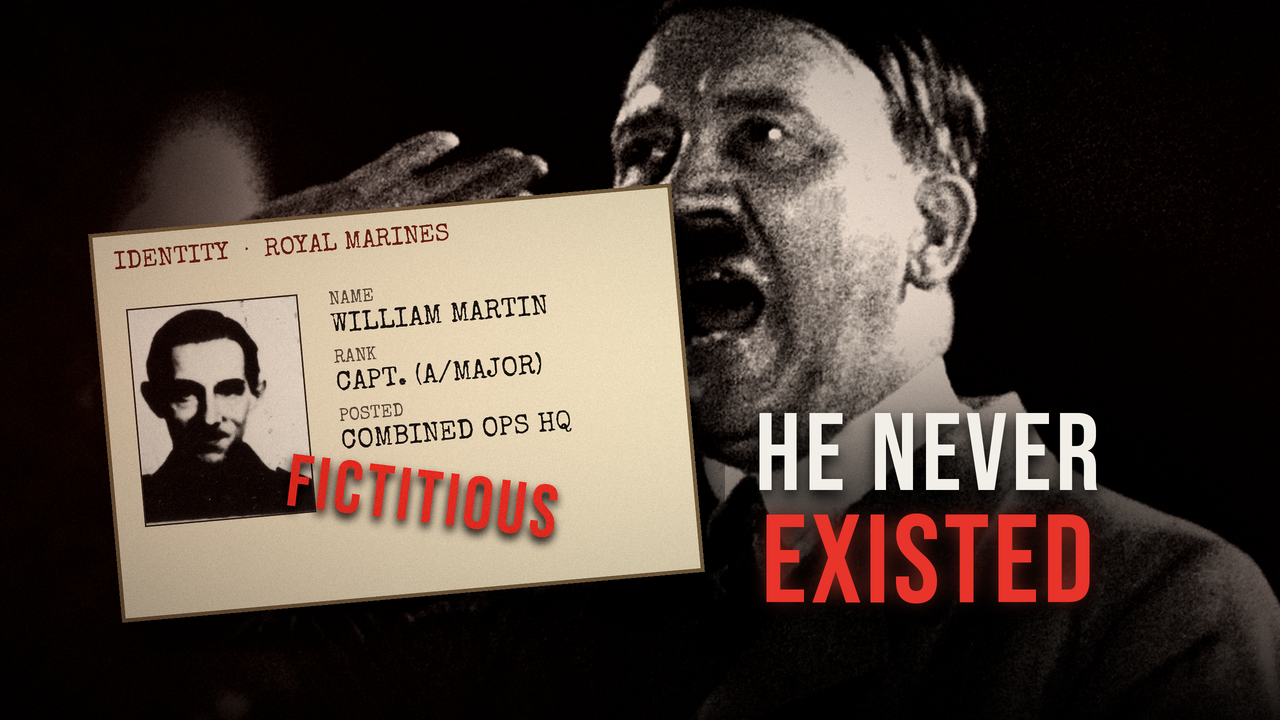 IDENTITY · ROYAL MARINES
NAME
WILLIAM MARTIN
RANK
CAPT. (A/MAJOR)
POSTED
COMBINED OPS HQ
FICTITIOUS
HE NEVER
EXISTED